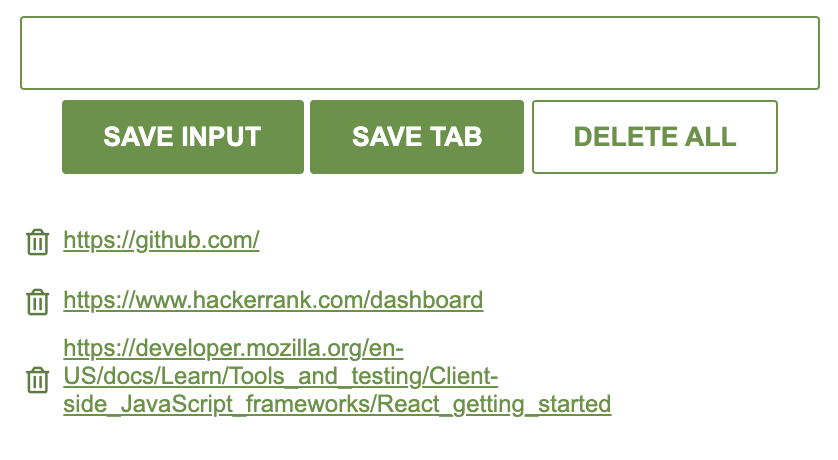 SAVE INPUT SAVE TAB DELETE ALL
https://github.com/
https://www.hackerrank.com/dashboard
https://developer.mozilla.org/en-
US/docs/Learn/Tools_and_testing/Client-
side_JavaScript_frameworks/React_getting_started